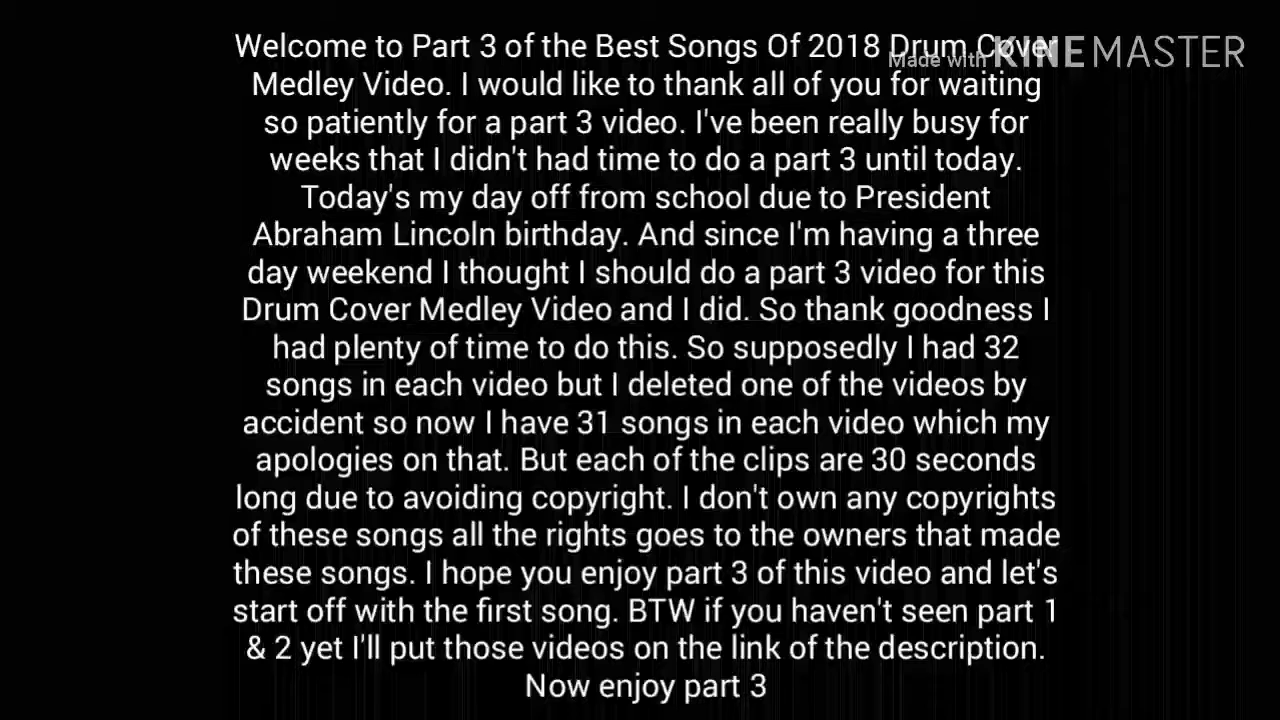 Welcome to Part 3 of the Best Songs Of 2018 Drum Cover
Made with KINEMASTER
Medley Video. I would like to thank all of you for waiting
so patiently for a part 3 video. I've been really busy for
weeks that I didn't had time to do a part 3 until today.
Today's my day off from school due to President
Abraham Lincoln birthday. And since I'm having a three
day weekend I thought I should do a part 3 video for this
Drum Cover Medley Video and I did. So thank goodness I
had plenty of time to do this. So supposedly I had 32
songs in each video but I deleted one of the videos by
accident so now I have 31 songs in each video which my
apologies on that. But each of the clips are 30 seconds
long due to avoiding copyright. I don't own any copyrights
of these songs all the rights goes to the owners that made
these songs. I hope you enjoy part 3 of this video and let's
start off with the first song. BTW if you haven't seen part 1
& 2 yet I'll put those videos on the link of the description.
Now enjoy part 3